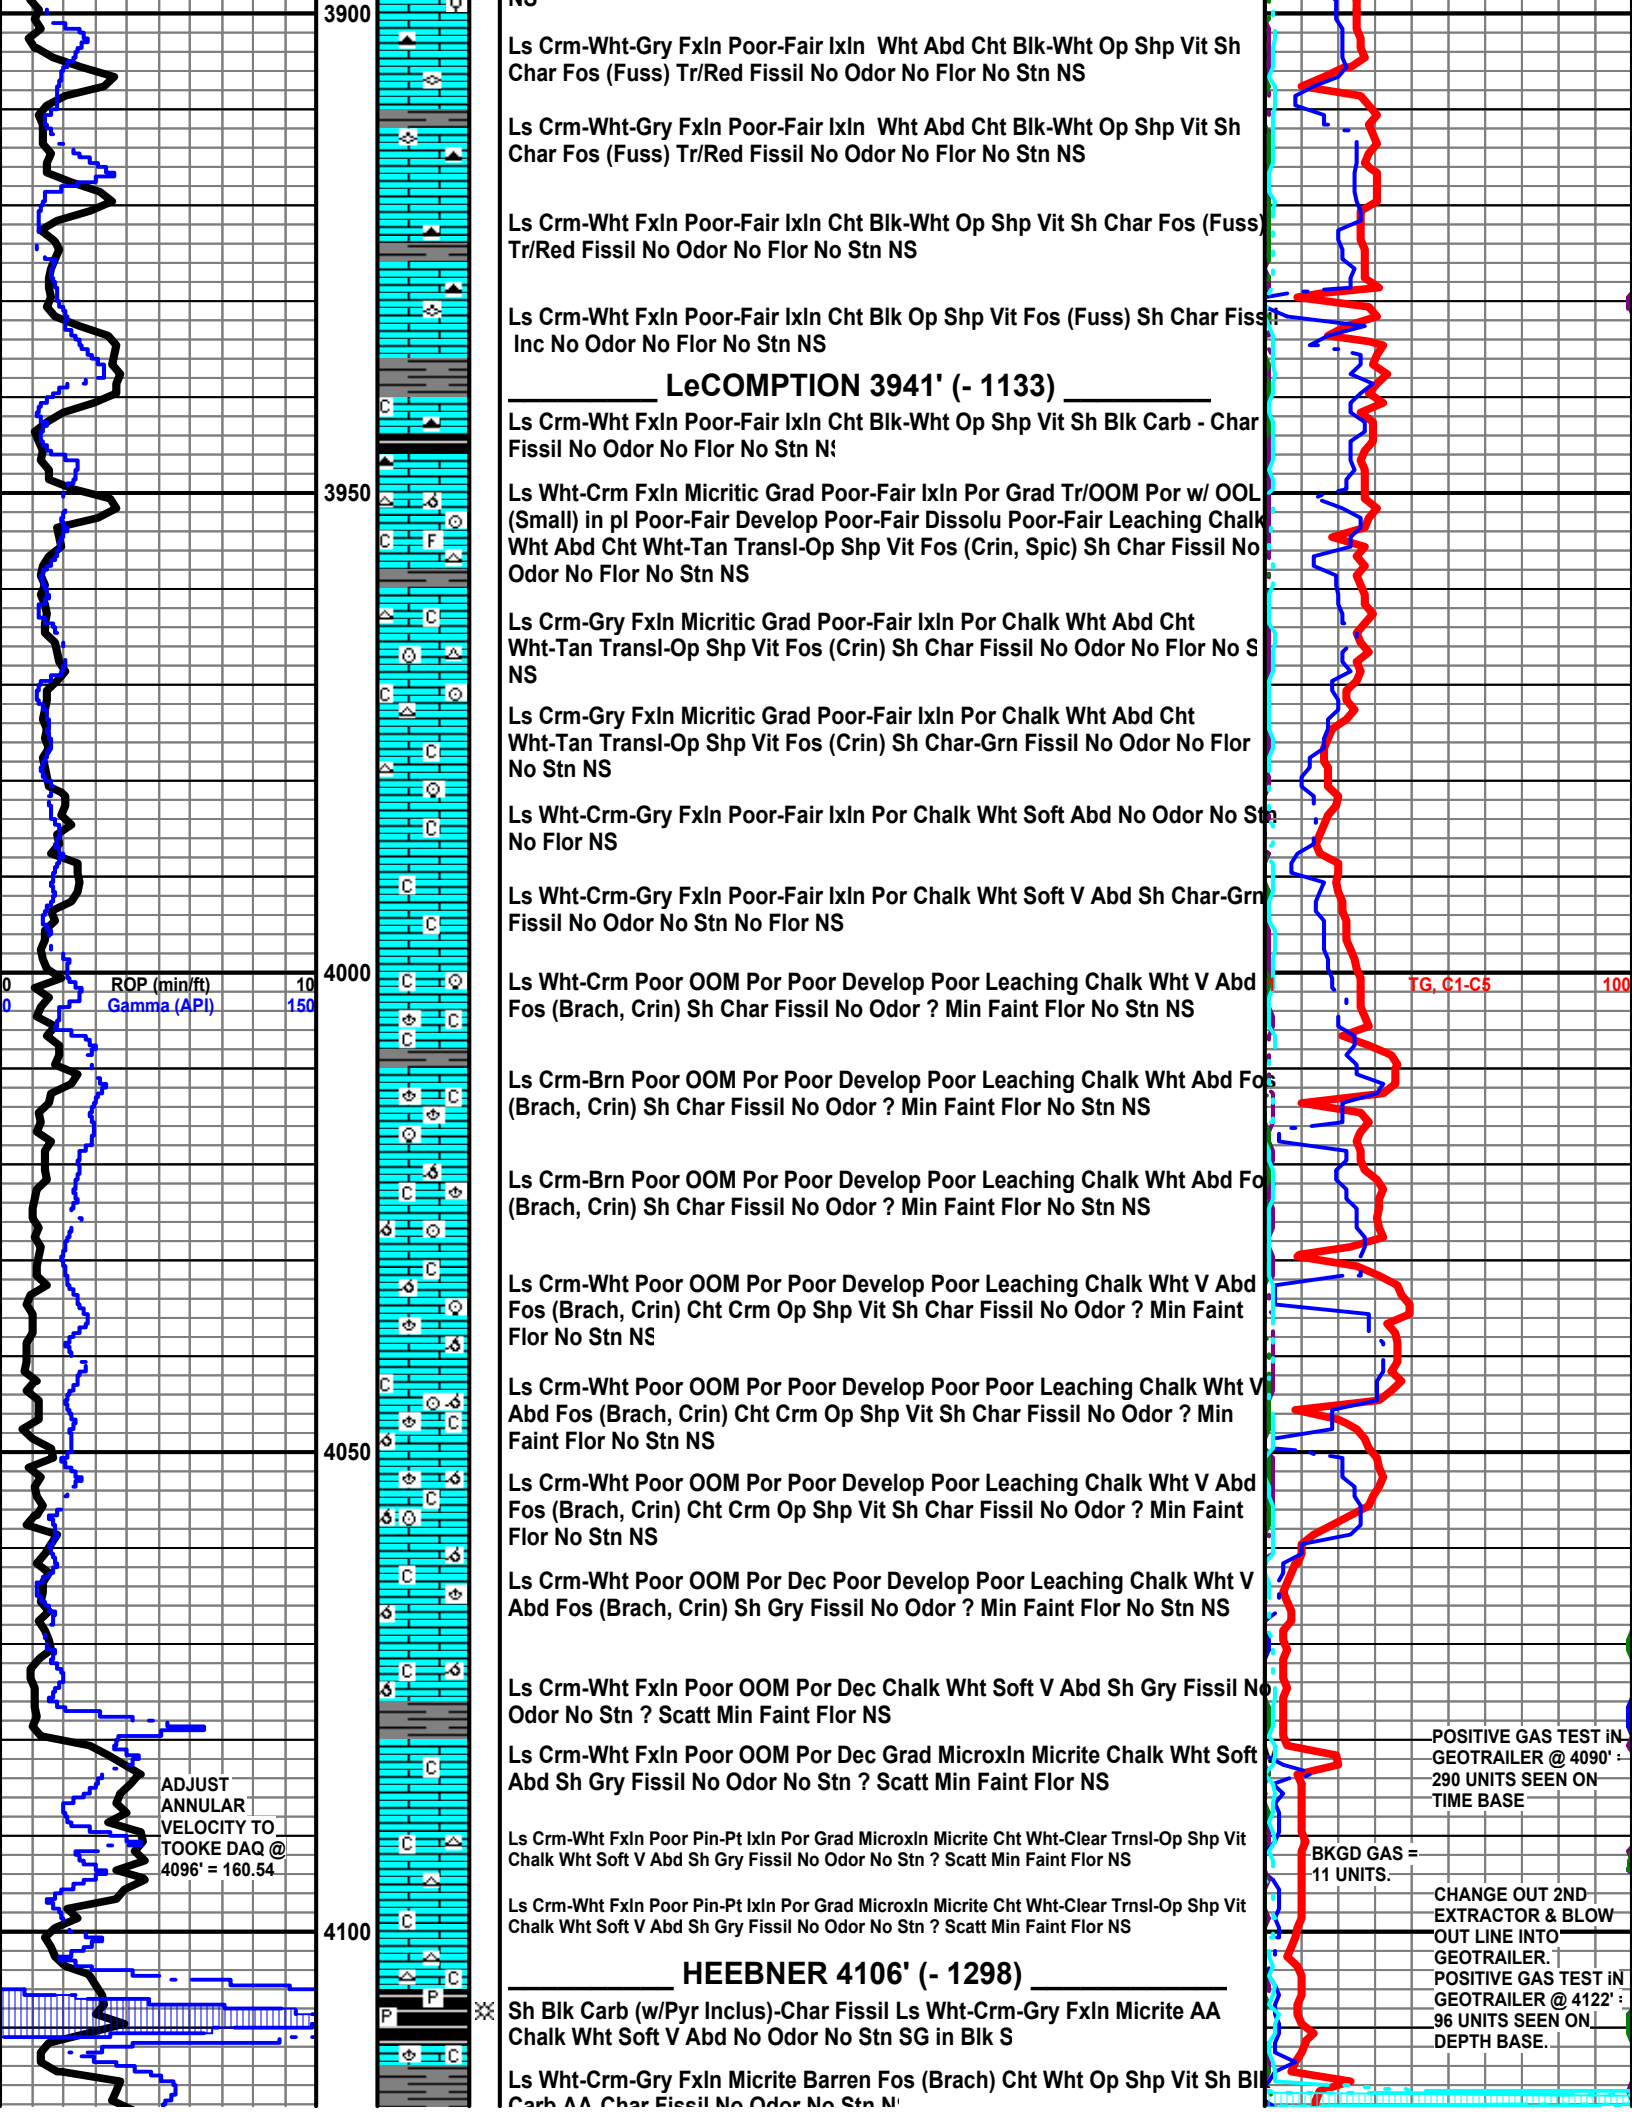 3900
NS
Ls Crm-Wht-Gry Fxln Poor-Fair Ixln Wht Abd Cht Blk-Wht Op Shp Vit Sh
Char Fos (Fuss) Tr/Red Fissil No Odor No Flor No Stn NS
Ls Crm-Wht-Gry Fxln Poor-Fair Ixln Wht Abd Cht Blk-Wht Op Shp Vit Sh
Char Fos (Fuss) Tr/Red Fissil No Odor No Flor No Stn NS
Ls Crm-Wht Fxln Poor-Fair Ixln Cht Blk-Wht Op Shp Vit Sh Char Fos (Fuss)
Tr/Red Fissil No Odor No Flor No Stn NS
Ls Crm-Wht Fxln Poor-Fair Ixln Cht Blk Op Shp Vit Fos (Fuss) Sh Char Fissil
Inc No Odor No Flor No Stn NS
LeCOMPTION 3941' (- 1133)
C
Ls Crm-Wht Fxln Poor-Fair Ixln Cht Blk-Wht Op Shp Vit Sh Blk Carb - Char
Fissil No Odor No Flor No Stn NS
3950
Ls Wht-Crm Fxln Micritic Grad Poor-Fair Ixln Por Grad Tr/OOM Por w/ OOL
(Small) in pl Poor-Fair Develop Poor-Fair Dissolu Poor-Fair Leaching Chalk
C F
Wht Abd Cht Wht-Tan Transl-Op Shp Vit Fos (Crin, Spic) Sh Char Fissil No
Odor No Flor No Stn NS
C
Ls Crm-Gry Fxln Micritic Grad Poor-Fair Ixln Por Chalk Wht Abd Cht
Wht-Tan Transl-Op Shp Vit Fos (Crin) Sh Char Fissil No Odor No Flor No S
NS
C
Ls Crm-Gry Fxln Micritic Grad Poor-Fair Ixln Por Chalk Wht Abd Cht
Wht-Tan Transl-Op Shp Vit Fos (Crin) Sh Char-Grn Fissil No Odor No Flor
No Stn NS
C
Ls Wht-Crm-Gry Fxln Poor-Fair Ixln Por Chalk Wht Soft Abd No Odor No Stn
No Flor NS
C
C
Ls Wht-Crm-Gry Fxln Poor-Fair Ixln Por Chalk Wht Soft V Abd Sh Char-Grn
Fissil No Odor No Stn No Flor NS
C
4000
0 ROP (min/ft) 10
0 Gamma (API) 150
TG, C1-C5 100
C
Ls Wht-Crm Poor OOM Por Poor Develop Poor Leaching Chalk Wht V Abd
Fos (Brach, Crin) Sh Char Fissil No Odor ? Min Faint Flor No Stn NS
C
C
Ls Crm-Brn Poor OOM Por Poor Develop Poor Leaching Chalk Wht Abd Fos
(Brach, Crin) Sh Char Fissil No Odor ? Min Faint Flor No Stn NS
C
Ls Crm-Brn Poor OOM Por Poor Develop Poor Leaching Chalk Wht Abd Fo
(Brach, Crin) Sh Char Fissil No Odor ? Min Faint Flor No Stn NS
C
C
Ls Crm-Wht Poor OOM Por Poor Develop Poor Leaching Chalk Wht V Abd
Fos (Brach, Crin) Cht Crm Op Shp Vit Sh Char Fissil No Odor ? Min Faint
Flor No Stn NS
C
Ls Crm-Wht Poor OOM Por Poor Develop Poor Poor Leaching Chalk Wht V
Abd Fos (Brach, Crin) Cht Crm Op Shp Vit Sh Char Fissil No Odor ? Min
Faint Flor No Stn NS
C
4050
Ls Crm-Wht Poor OOM Por Poor Develop Poor Leaching Chalk Wht V Abd
Fos (Brach, Crin) Cht Crm Op Shp Vit Sh Char Fissil No Odor ? Min Faint
Flor No Stn NS
C
C
Ls Crm-Wht Poor OOM Por Dec Poor Develop Poor Leaching Chalk Wht V
Abd Fos (Brach, Crin) Sh Gry Fissil No Odor ? Min Faint Flor No Stn NS
C
Ls Crm-Wht Fxln Poor OOM Por Dec Chalk Wht Soft V Abd Sh Gry Fissil No
Odor No Stn ? Scatt Min Faint Flor NS
C
Ls Crm-Wht Fxln Poor OOM Por Dec Grad Microxln Micrite Chalk Wht Soft
Abd Sh Gry Fissil No Odor No Stn ? Scatt Min Faint Flor NS
POSITIVE GAS TEST iN
GEOTRAILER @ 4090' =
290 UNITS SEEN ON
TIME BASE
ADJUST
ANNULAR
VELOCITY TO
TOOKE DAQ @
4096' = 160.54
C
Ls Crm-Wht Fxln Poor Pin-Pt Ixln Por Grad Microxln Micrite Cht Wht-Clear Trnsl-Op Shp Vit
Chalk Wht Soft V Abd Sh Gry Fissil No Odor No Stn ? Scatt Min Faint Flor NS
BKGD GAS =
11 UNITS.
C
Ls Crm-Wht Fxln Poor Pin-Pt Ixln Por Grad Microxln Micrite Cht Wht-Clear Trnsl-Op Shp Vit
Chalk Wht Soft V Abd Sh Gry Fissil No Odor No Stn ? Scatt Min Faint Flor NS
CHANGE OUT 2ND
EXTRACTOR & BLOW
OUT LINE INTO
GEOTRAILER.
POSITIVE GAS TEST iN
GEOTRAILER @ 4122' =
96 UNITS SEEN ON
DEPTH BASE.
4100
HEEBNER 4106' (- 1298)
C
P
P
Sh Blk Carb (w/Pyr Inclus)-Char Fissil Ls Wht-Crm-Gry Fxln Micrite AA
Chalk Wht Soft V Abd No Odor No Stn SG in Blk S
C
Ls Wht-Crm-Gry Fxln Micrite Barren Fos (Brach) Cht Wht Op Shp Vit Sh Blk
Carb AA Char Fissil No Odor No Stn NS